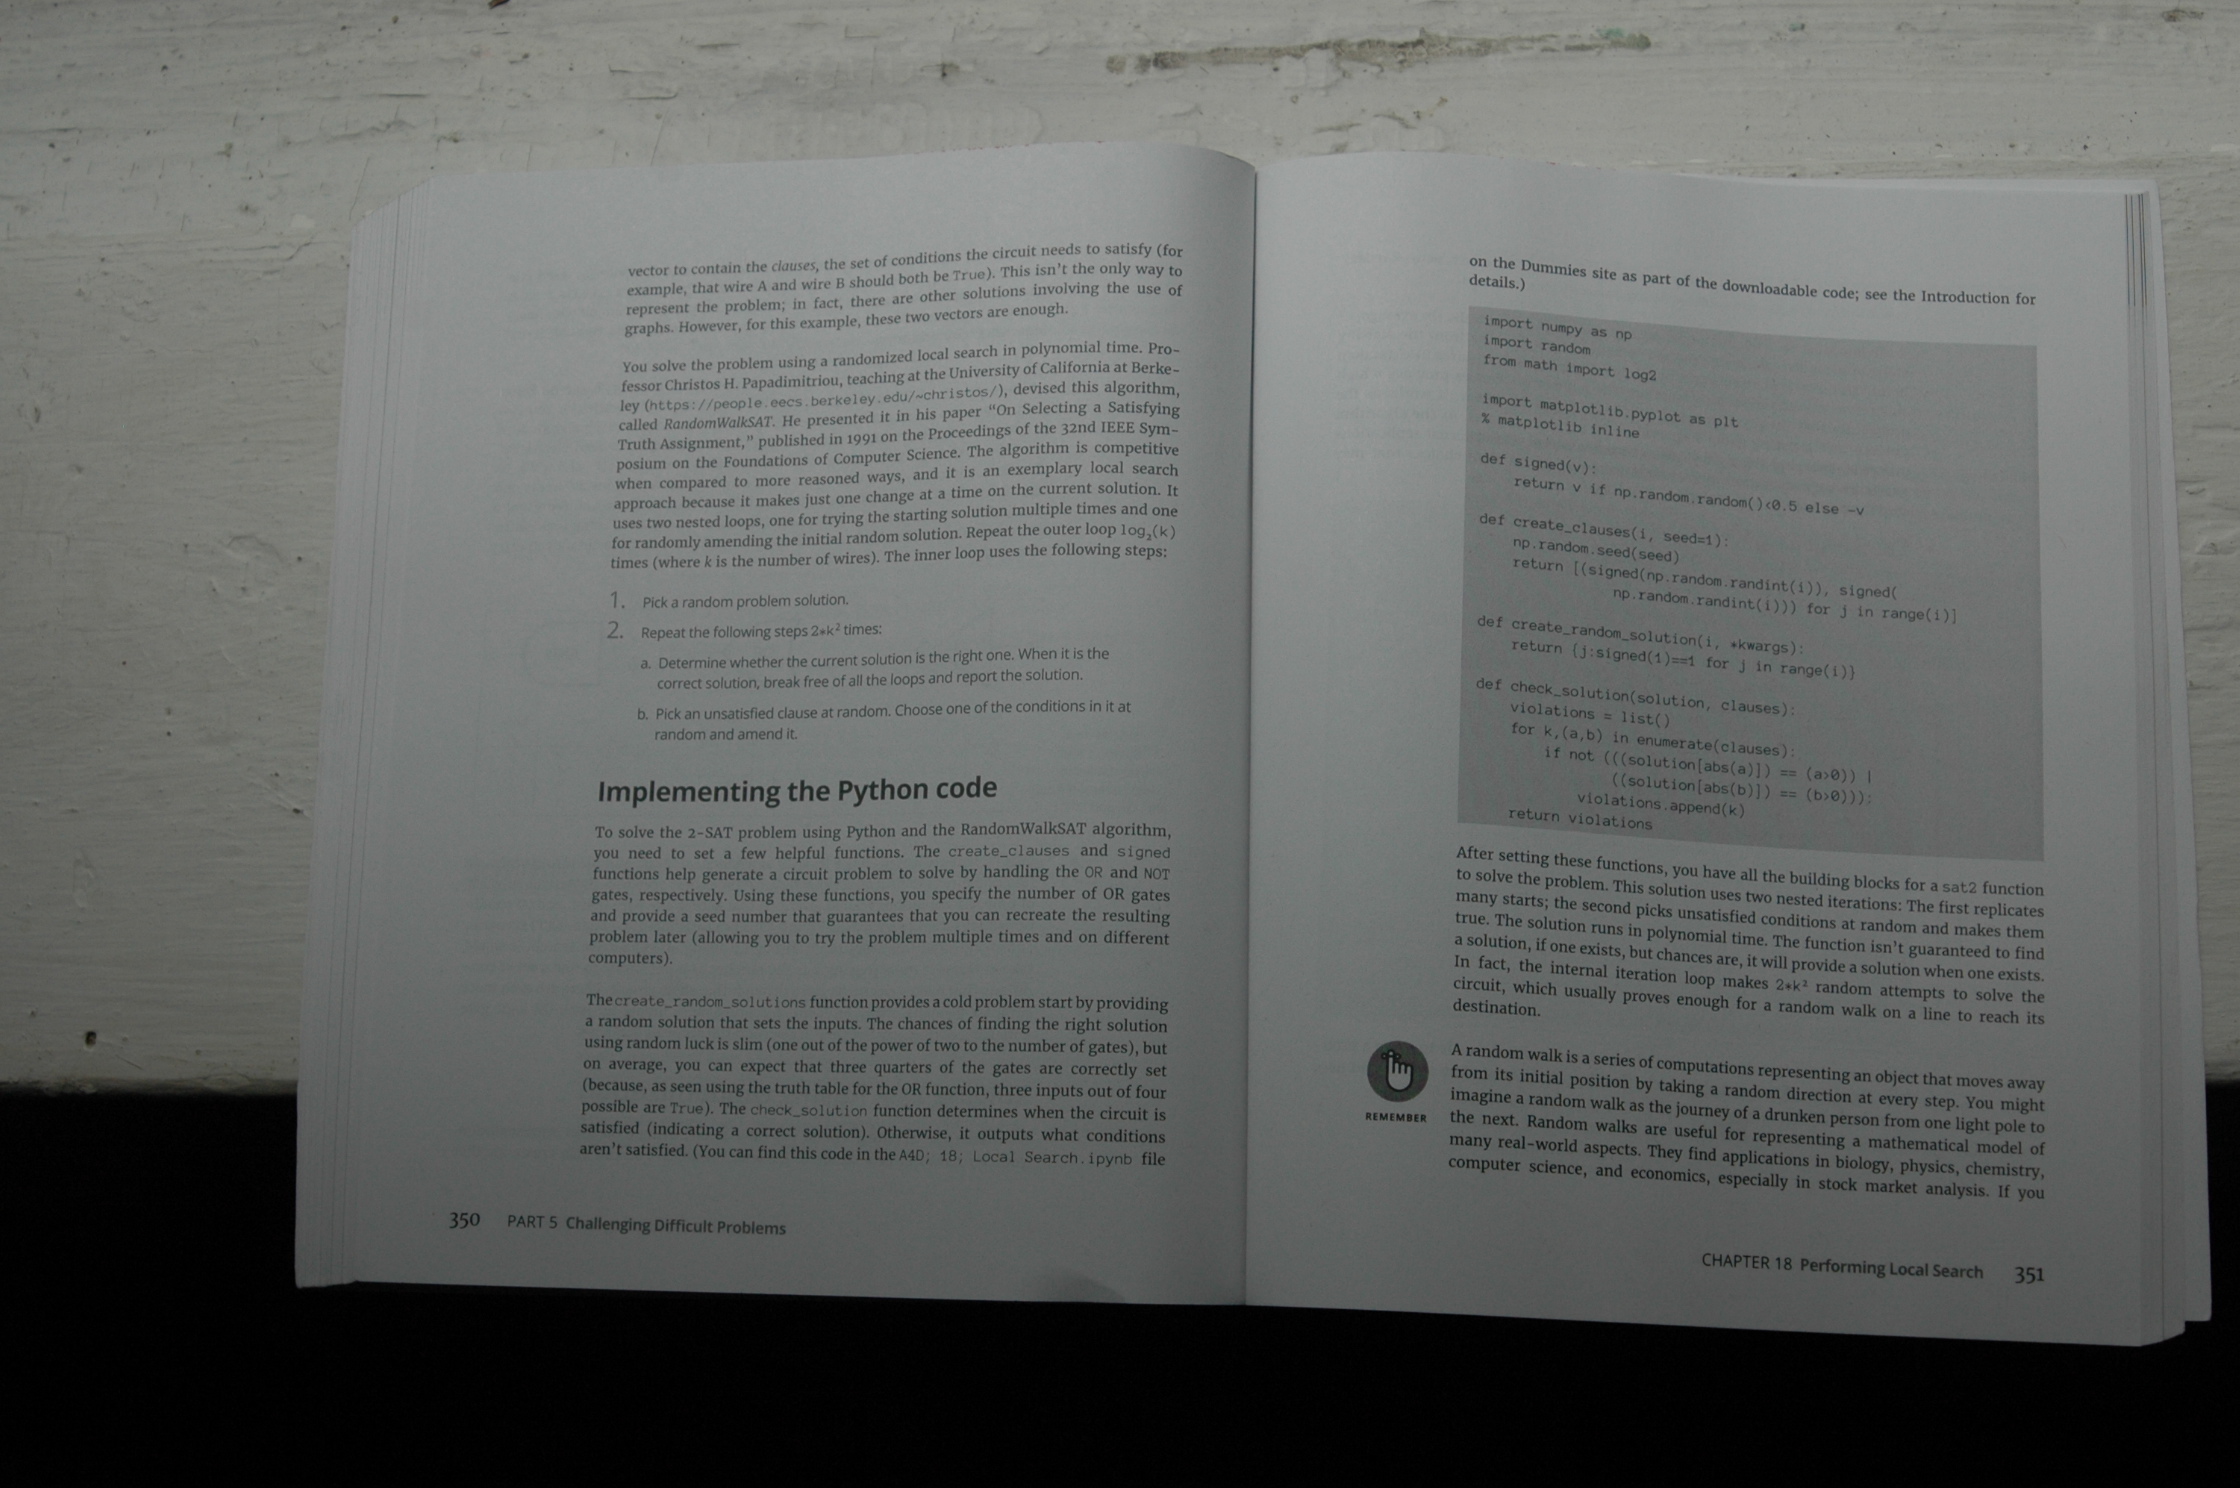 vector to contain the clauses, the set of conditions the circuit needs to satisfy (for
example, that wire A and wire B should both be True). This isn't the only way to
represent the problem; in fact, there are other solutions involving the use of
graphs. However, for this example, these two vectors are enough.
You solve the problem using a randomized local search in polynomial time. Pro-
fessor Christos H. Papadimitriou, teaching at the University of California at Berke-
ley (https://people.eecs.berkeley.edu/~christos/), devised this algorithm,
called RandomWalkSAT. He presented it in his paper “On Selecting a Satisfying
Truth Assignment,” published in 1991 on the Proceedings of the 32nd IEEE Sym-
posium on the Foundations of Computer Science. The algorithm is competitive
when compared to more reasoned ways, and it is an exemplary local search
approach because it makes just one change at a time on the current solution. It
uses two nested loops, one for trying the starting solution multiple times and one
for randomly amending the initial random solution. Repeat the outer loop log₂(k)
times (where k is the number of wires). The inner loop uses the following steps:
1. Pick a random problem solution.
2. Repeat the following steps 2*k² times:
a. Determine whether the current solution is the right one. When it is the
correct solution, break free of all the loops and report the solution.
b. Pick an unsatisfied clause at random. Choose one of the conditions in it at
random and amend it.
Implementing the Python code
To solve the 2-SAT problem using Python and the RandomWalkSAT algorithm,
you need to set a few helpful functions. The create_clauses and signed
functions help generate a circuit problem to solve by handling the OR and NOT
gates, respectively. Using these functions, you specify the number of OR gates
and provide a seed number that guarantees that you can recreate the resulting
problem later (allowing you to try the problem multiple times and on different
computers).
The create_random_solutions function provides a cold problem start by providing
a random solution that sets the inputs. The chances of finding the right solution
using random luck is slim (one out of the power of two to the number of gates), but
on average, you can expect that three quarters of the gates are correctly set
(because, as seen using the truth table for the OR function, three inputs out of four
possible are True). The check_solution function determines when the circuit is
satisfied (indicating a correct solution). Otherwise, it outputs what conditions
aren't satisfied. (You can find this code in the A4D; 18; Local Search.ipynb file
350 PART 5 Challenging Difficult Problems
on the Dummies site as part of the downloadable code; see the Introduction for
details.)
import numpy as np
import random
from math import log2
import matplotlib.pyplot as plt
% matplotlib inline
def signed(v):
return v if np.random.random()<0.5 else -v
def create_clauses(i, seed=1):
np.random.seed(seed)
return [(signed(np.random.randint(i)), signed(
np.random.randint(i))) for j in range(i)]
def create_random_solution(i, *kwargs):
return {j:signed(1)==1 for j in range(i)}
def check_solution(solution, clauses):
violations = list()
for k,(a,b) in enumerate(clauses):
if not (((solution[abs(a)]) == (a>0)) |
((solution[abs(b)]) == (b>0))):
violations.append(k)
return violations
After setting these functions, you have all the building blocks for a sat2 function
to solve the problem. This solution uses two nested iterations: The first replicates
many starts; the second picks unsatisfied conditions at random and makes them
true. The solution runs in polynomial time. The function isn't guaranteed to find
a solution, if one exists, but chances are, it will provide a solution when one exists.
In fact, the internal iteration loop makes 2*k² random attempts to solve the
circuit, which usually proves enough for a random walk on a line to reach its
destination.
REMEMBER
A random walk is a series of computations representing an object that moves away
from its initial position by taking a random direction at every step. You might
imagine a random walk as the journey of a drunken person from one light pole to
the next. Random walks are useful for representing a mathematical model of
many real-world aspects. They find applications in biology, physics, chemistry,
computer science, and economics, especially in stock market analysis. If you
CHAPTER 18 Performing Local Search 351